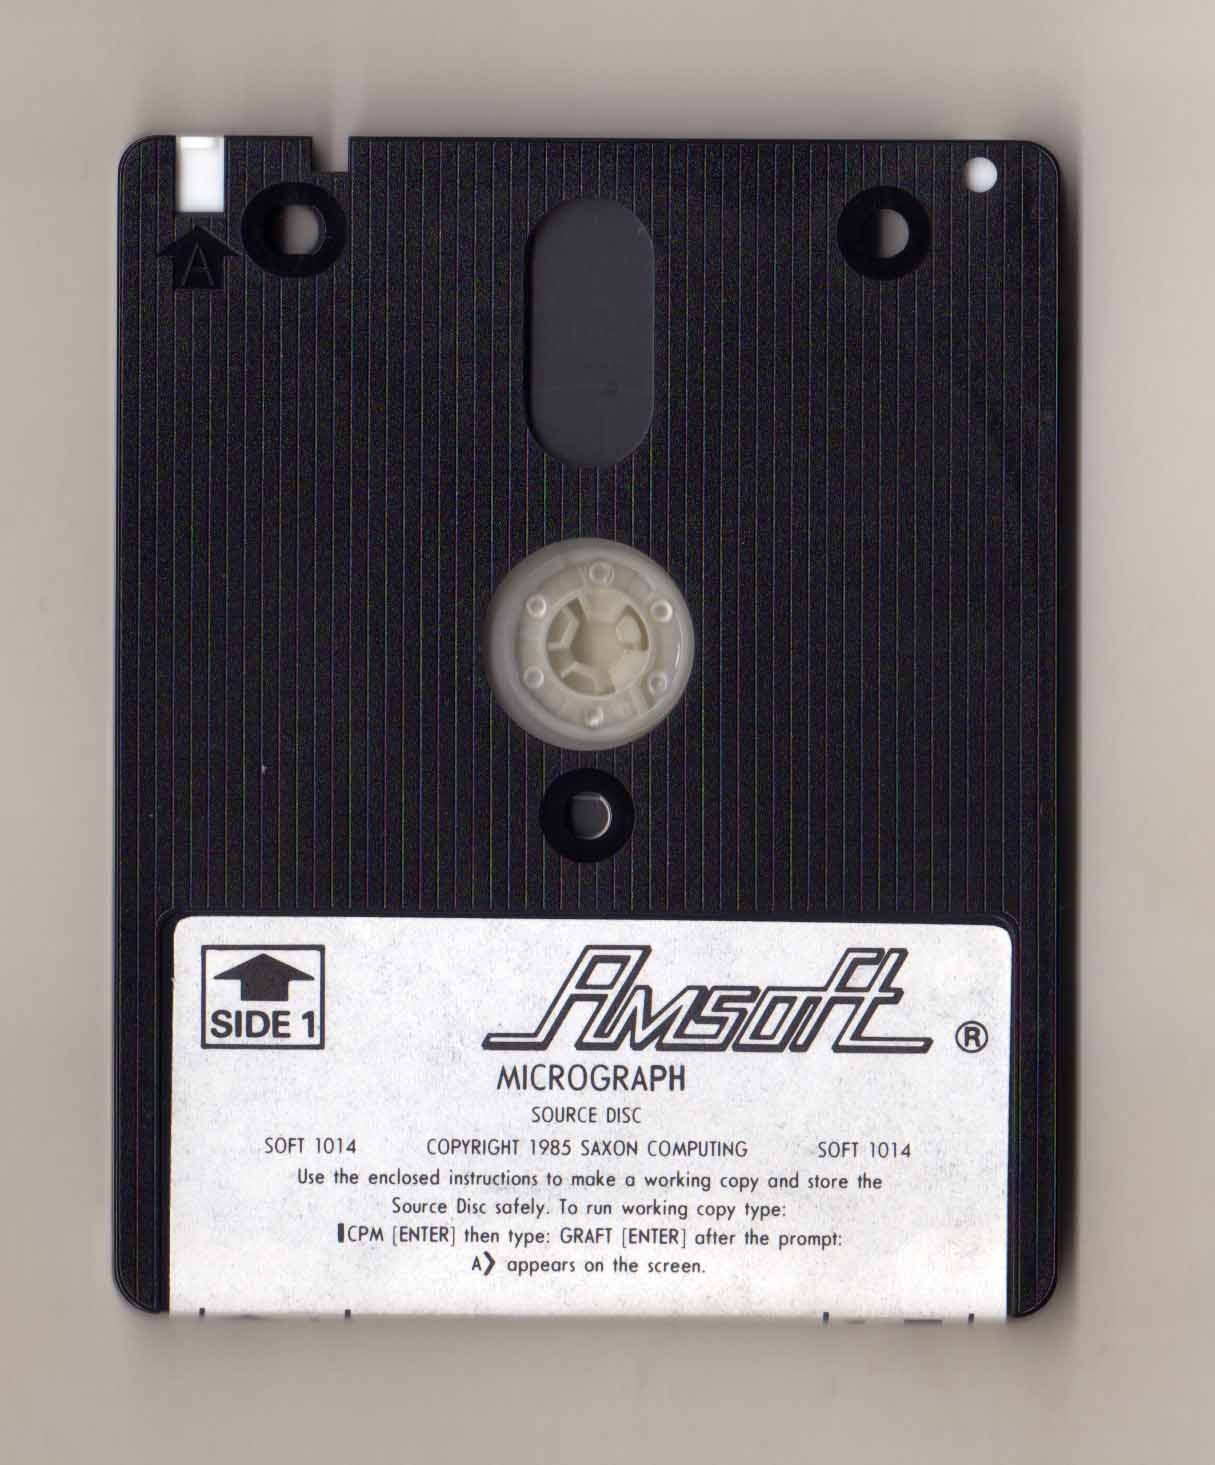 A
SIDE 1
Amsoft ®
MICROGRAPH
SOURCE DISC
SOFT 1014 COPYRIGHT 1985 SAXON COMPUTING SOFT 1014
Use the enclosed instructions to make a working copy and store the
Source Disc safely. To run working copy type:
|CPM [ENTER] then type: GRAFT [ENTER] after the prompt:
A❯ appears on the screen.